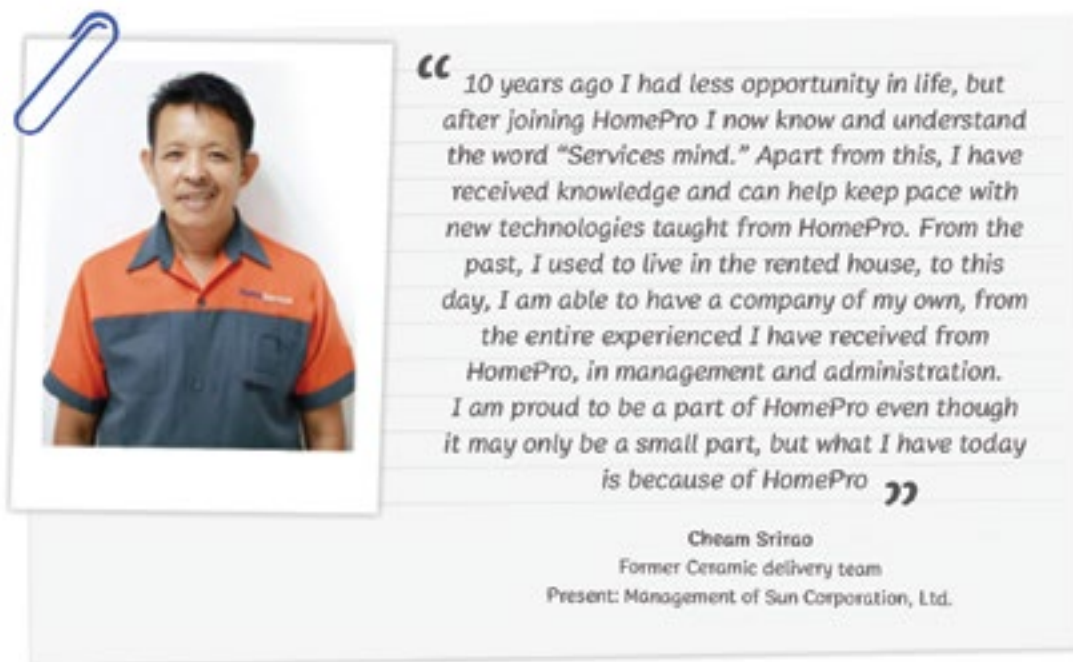 “ 10 years ago I had less opportunity in life, but
after joining HomePro I now know and understand
the word “Services mind.” Apart from this, I have
received knowledge and can help keep pace with
new technologies taught from HomePro. From the
past, I used to live in the rented house, to this
day, I am able to have a company of my own, from
the entire experienced I have received from
HomePro, in management and administration.
I am proud to be a part of HomePro even though
it may only be a small part, but what I have today
is because of HomePro ”
Cheam Srirao
Former Ceramic delivery team
Present: Management of Sun Corporation, Ltd.